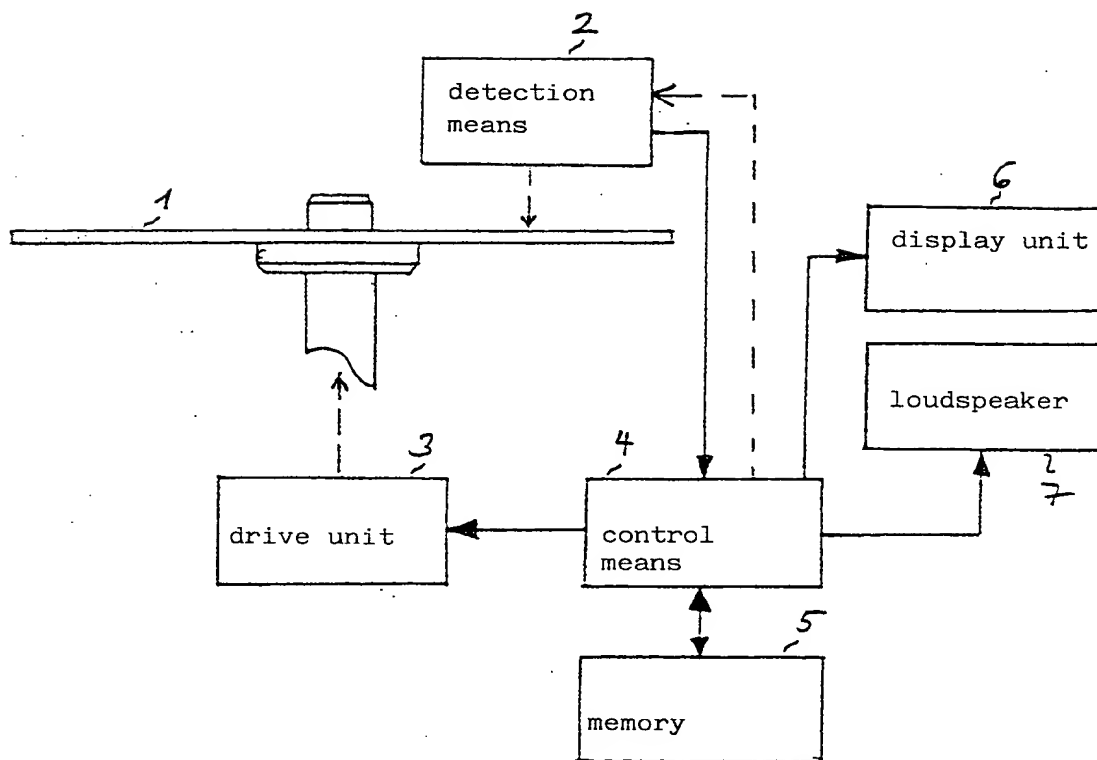 2
detection
means
1
6
display unit
loudspeaker
7
3
drive unit
4
control
means
5
memory